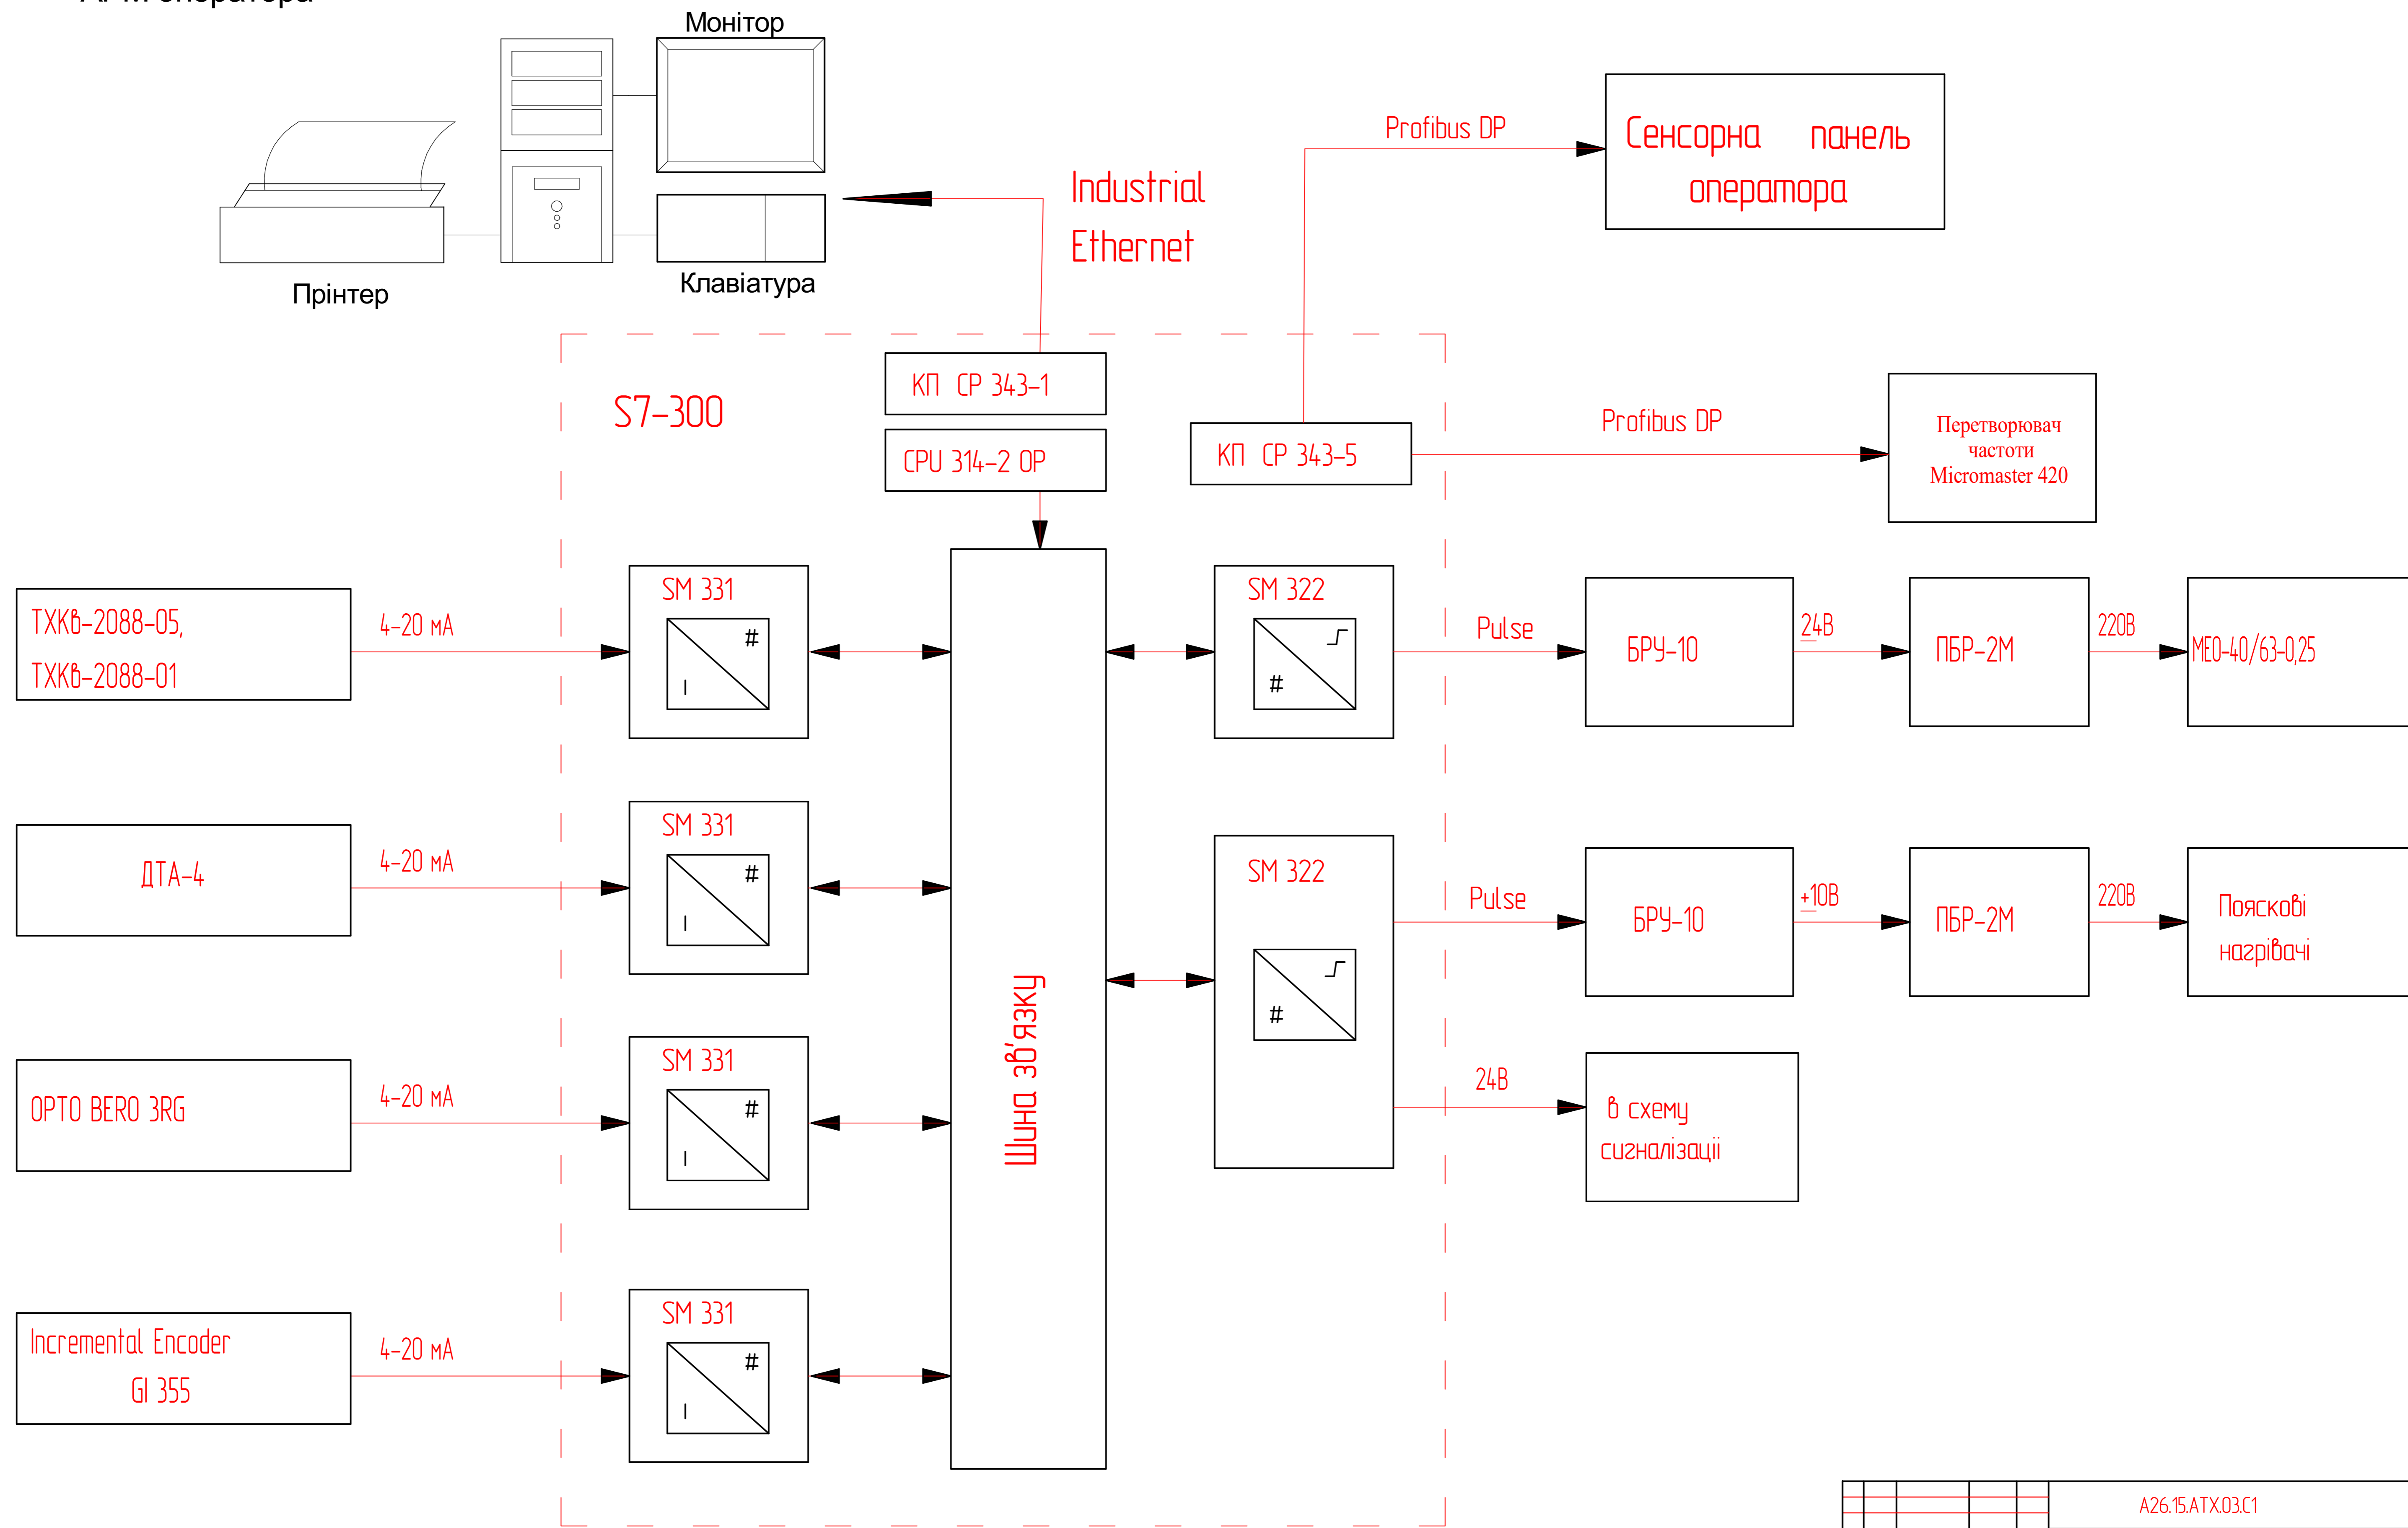 оператора
Монітор
Прінтер
Клавіатура
Industrial
Ethernet
Profibus DP
Сенсорна панель
оператора
S7-300
КП CP 343-1
CPU 314-2 DP
КП CP 343-5
Profibus DP
Перетворювач
частоти
Micromaster 420
ТХКв-2088-05,
ТХКв-2088-01
4-20 мА
SM 331
#
I
SM 322
#
Pulse
БРУ-10
24В
ПБР-2М
220В
МЕО-40/63-0,25
ДТА-4
4-20 мА
SM 331
#
I
SM 322
#
Pulse
БРУ-10
+10В
ПБР-2М
220В
Пояскові
нагрівачі
OPTO BERO 3RG
4-20 мА
SM 331
#
I
Шина зв'язку
24В
в схему
сигналізаціі
Incremental Encoder
GI 355
4-20 мА
SM 331
#
I
А26.15.АТХ.03.С1